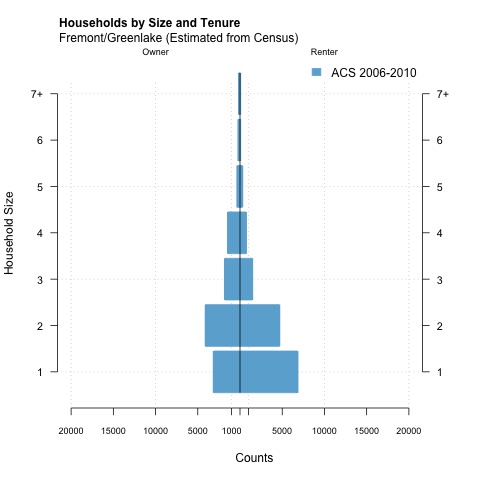 Households by Size and Tenure
Fremont/Greenlake (Estimated from Census)
Owner
Renter
ACS 2006-2010
7+
7+
6
6
5
5
4
4
3
3
2
2
1
1
Household Size
20000 15000 10000 5000 1000 5000 10000 15000 20000
Counts